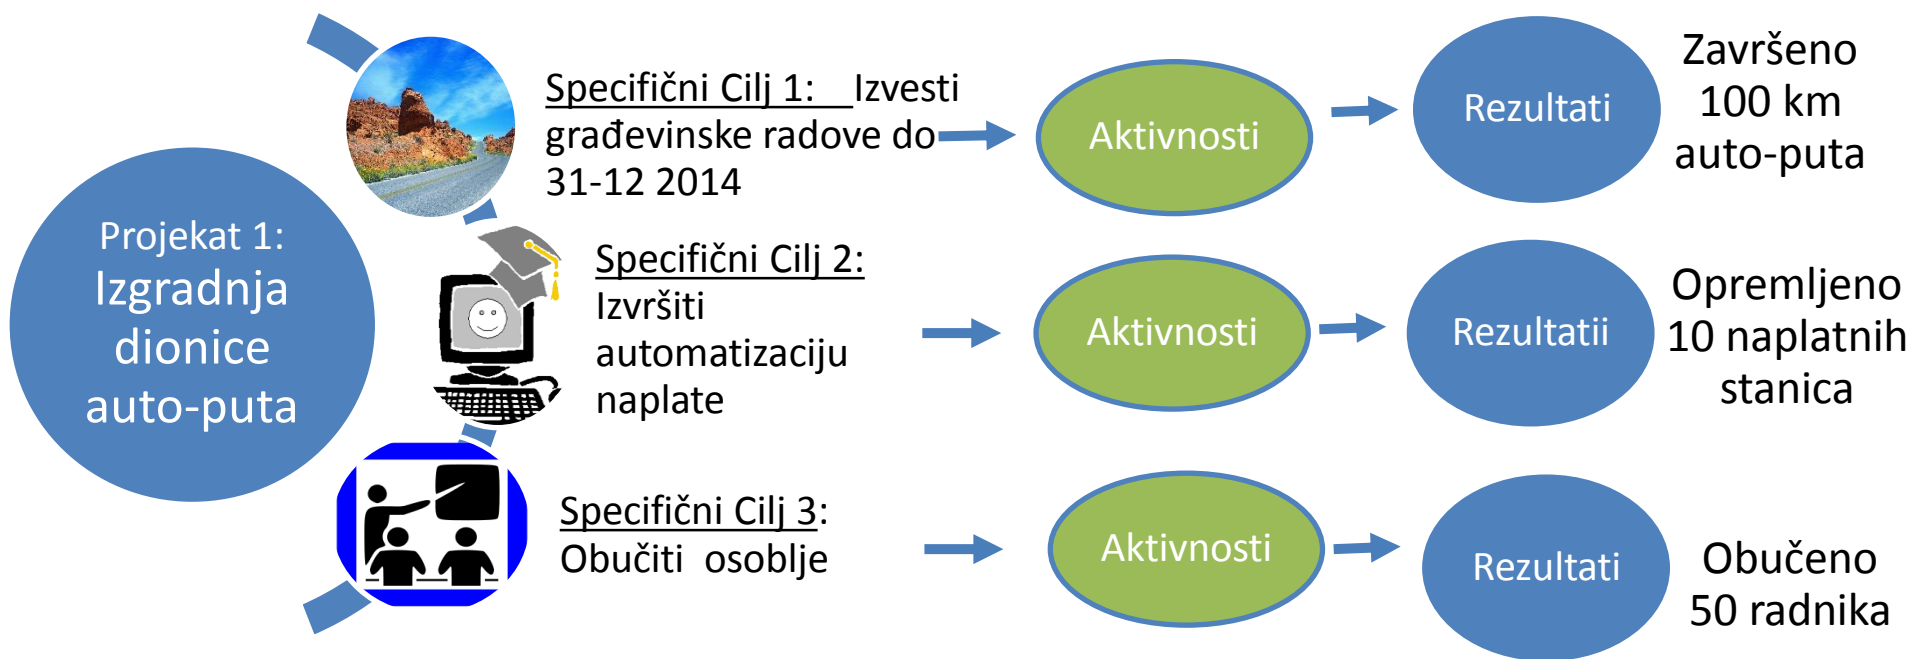 Projekat 1:
Izgradnja
dionice
auto-puta
Specifični Cilj 1: Izvesti
građevinske radove do
31-12 2014
Aktivnosti
Rezultati
Završeno
100 km
auto-puta
Specifični Cilj 2:
Izvršiti
automatizaciju
naplate
Aktivnosti
Rezultatii
Opremljeno
10 naplatnih
stanica
Specifični Cilj 3:
Obučiti osoblje
Aktivnosti
Rezultati
Obučeno
50 radnika